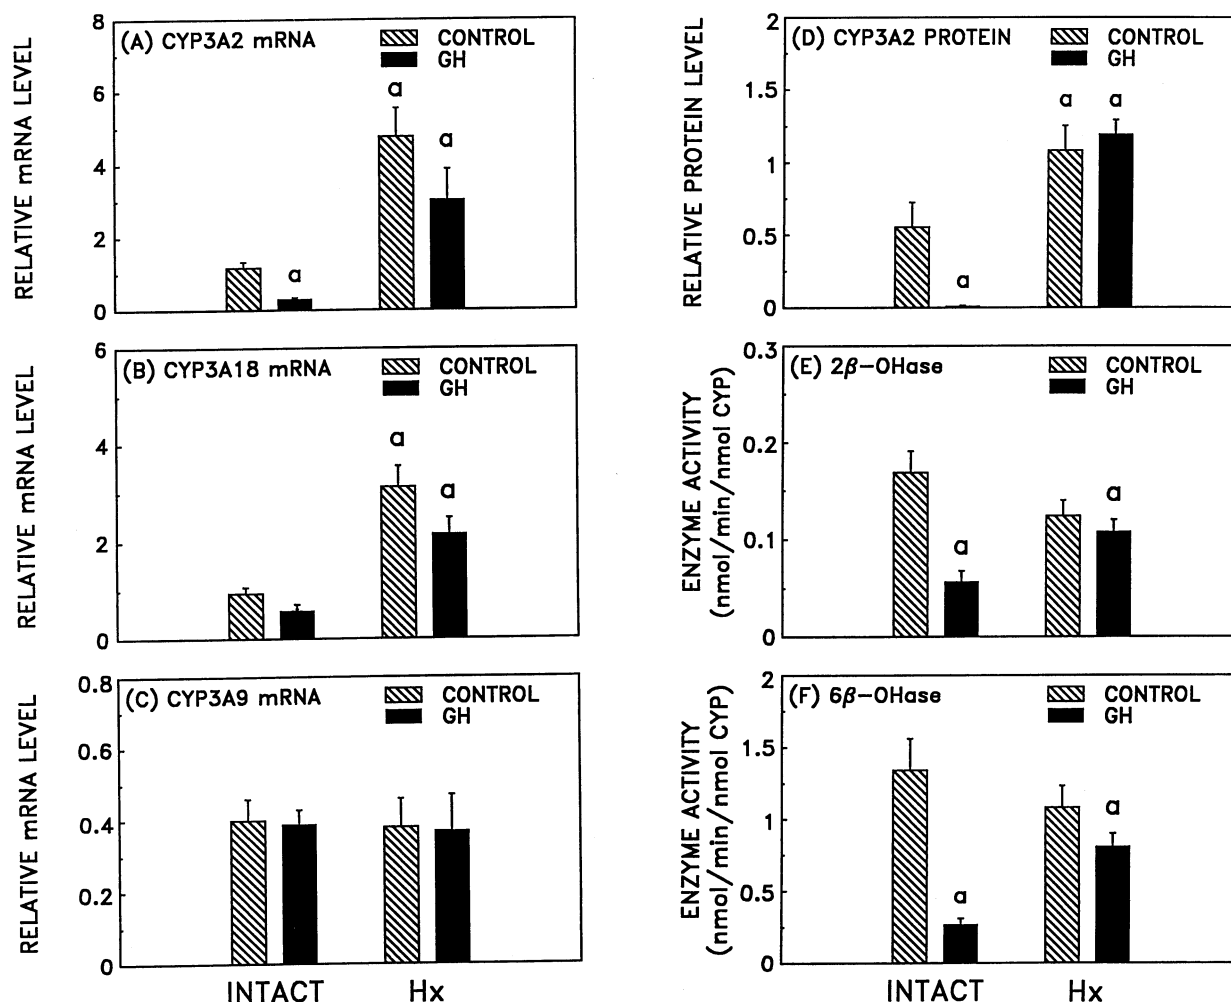 RELATIVE mRNA LEVEL
(A) CYP3A2 mRNA
CONTROL
GH
8
6
4
2
0
a
a
a
RELATIVE mRNA LEVEL
(B) CYP3A18 mRNA
CONTROL
GH
6
4
2
0
a
a
RELATIVE mRNA LEVEL
(C) CYP3A9 mRNA
CONTROL
GH
0.8
0.6
0.4
0.2
0
INTACT Hx
RELATIVE PROTEIN LEVEL
(D) CYP3A2 PROTEIN
CONTROL
GH
2
1.5
1
0.5
0
a
a
a
ENZYME ACTIVITY
(nmol/min/nmol CYP)
(E) 2β-OHase
CONTROL
GH
0.3
0.2
0.1
0
a
a
ENZYME ACTIVITY
(nmol/min/nmol CYP)
(F) 6β-OHase
CONTROL
GH
2
1.5
1
0.5
0
a
a
INTACT Hx